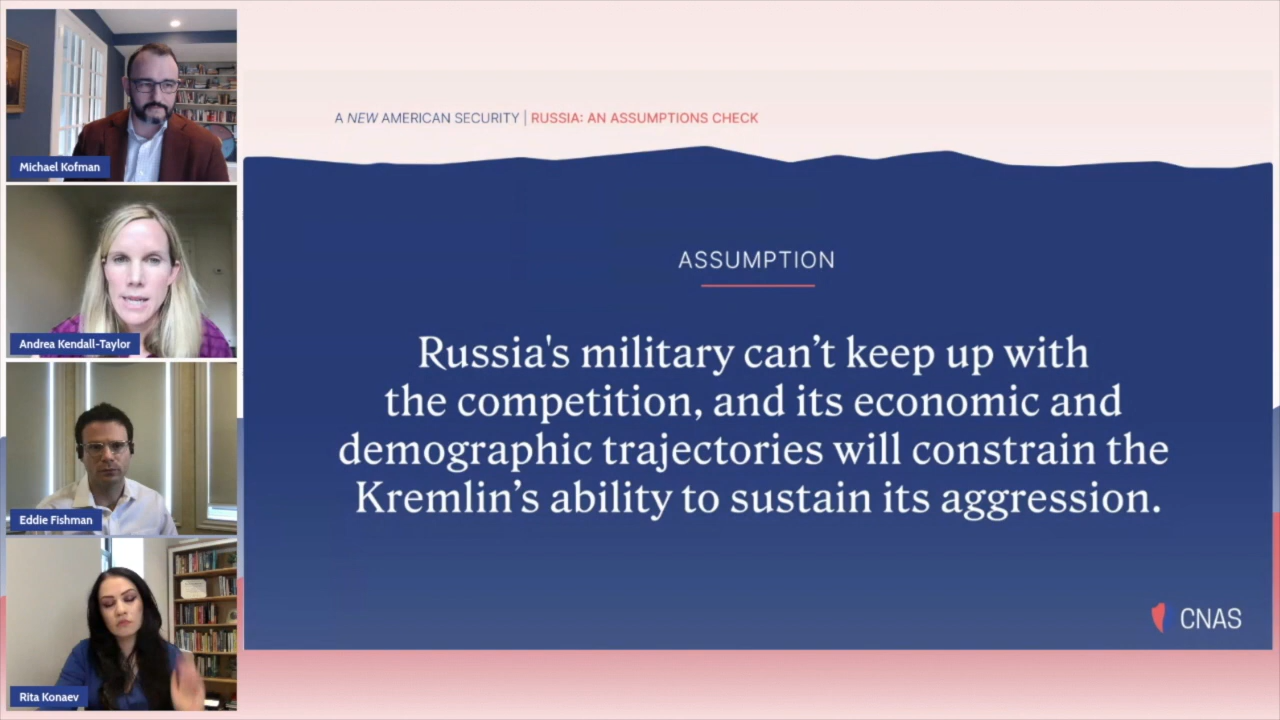 Michael Kofman
Andrea Kendall-Taylor
Eddie Fishman
Rita Konaev
A NEW AMERICAN SECURITY | RUSSIA: AN ASSUMPTIONS CHECK
ASSUMPTION
Russia's military can’t keep up with
the competition, and its economic and
demographic trajectories will constrain the
Kremlin’s ability to sustain its aggression.
CNAS